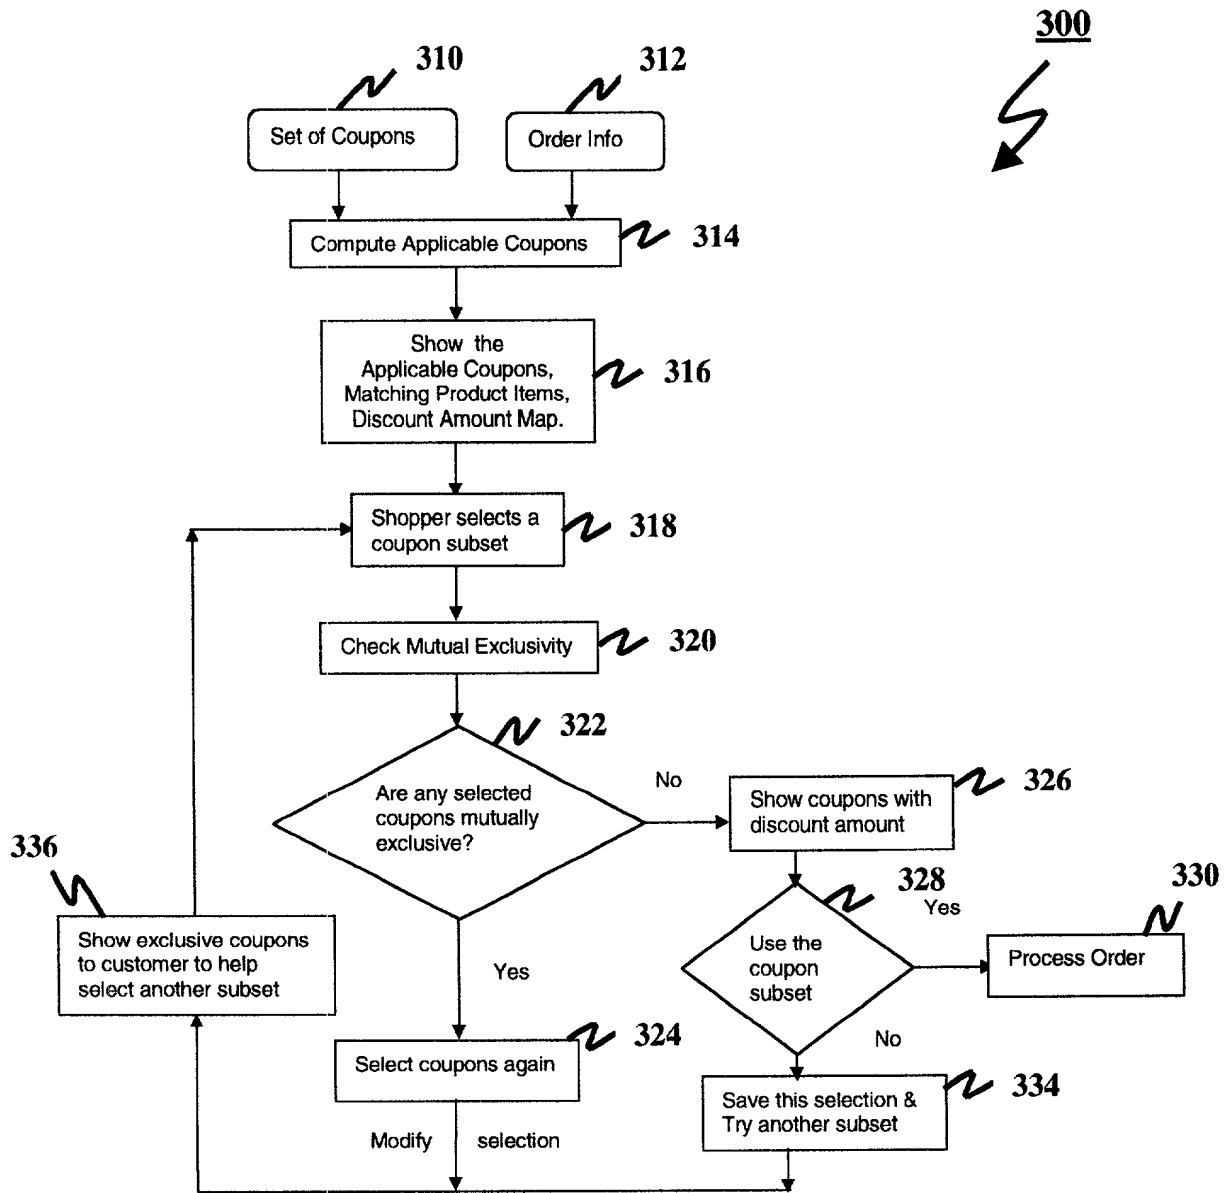 300
310
312
Set of Coupons
Order Info
Compute Applicable Coupons
314
Show the
Applicable Coupons,
Matching Product Items,
Discount Amount Map.
316
Shopper selects a
coupon subset
318
Check Mutual Exclusivity
320
322
Are any selected
coupons mutually
exclusive?
No
Show coupons with
discount amount
326
336
Show exclusive coupons
to customer to help
select another subset
328
Yes
330
Use the
coupon
subset
Process Order
Yes
No
324
Select coupons again
334
Save this selection &
Try another subset
Modify selection